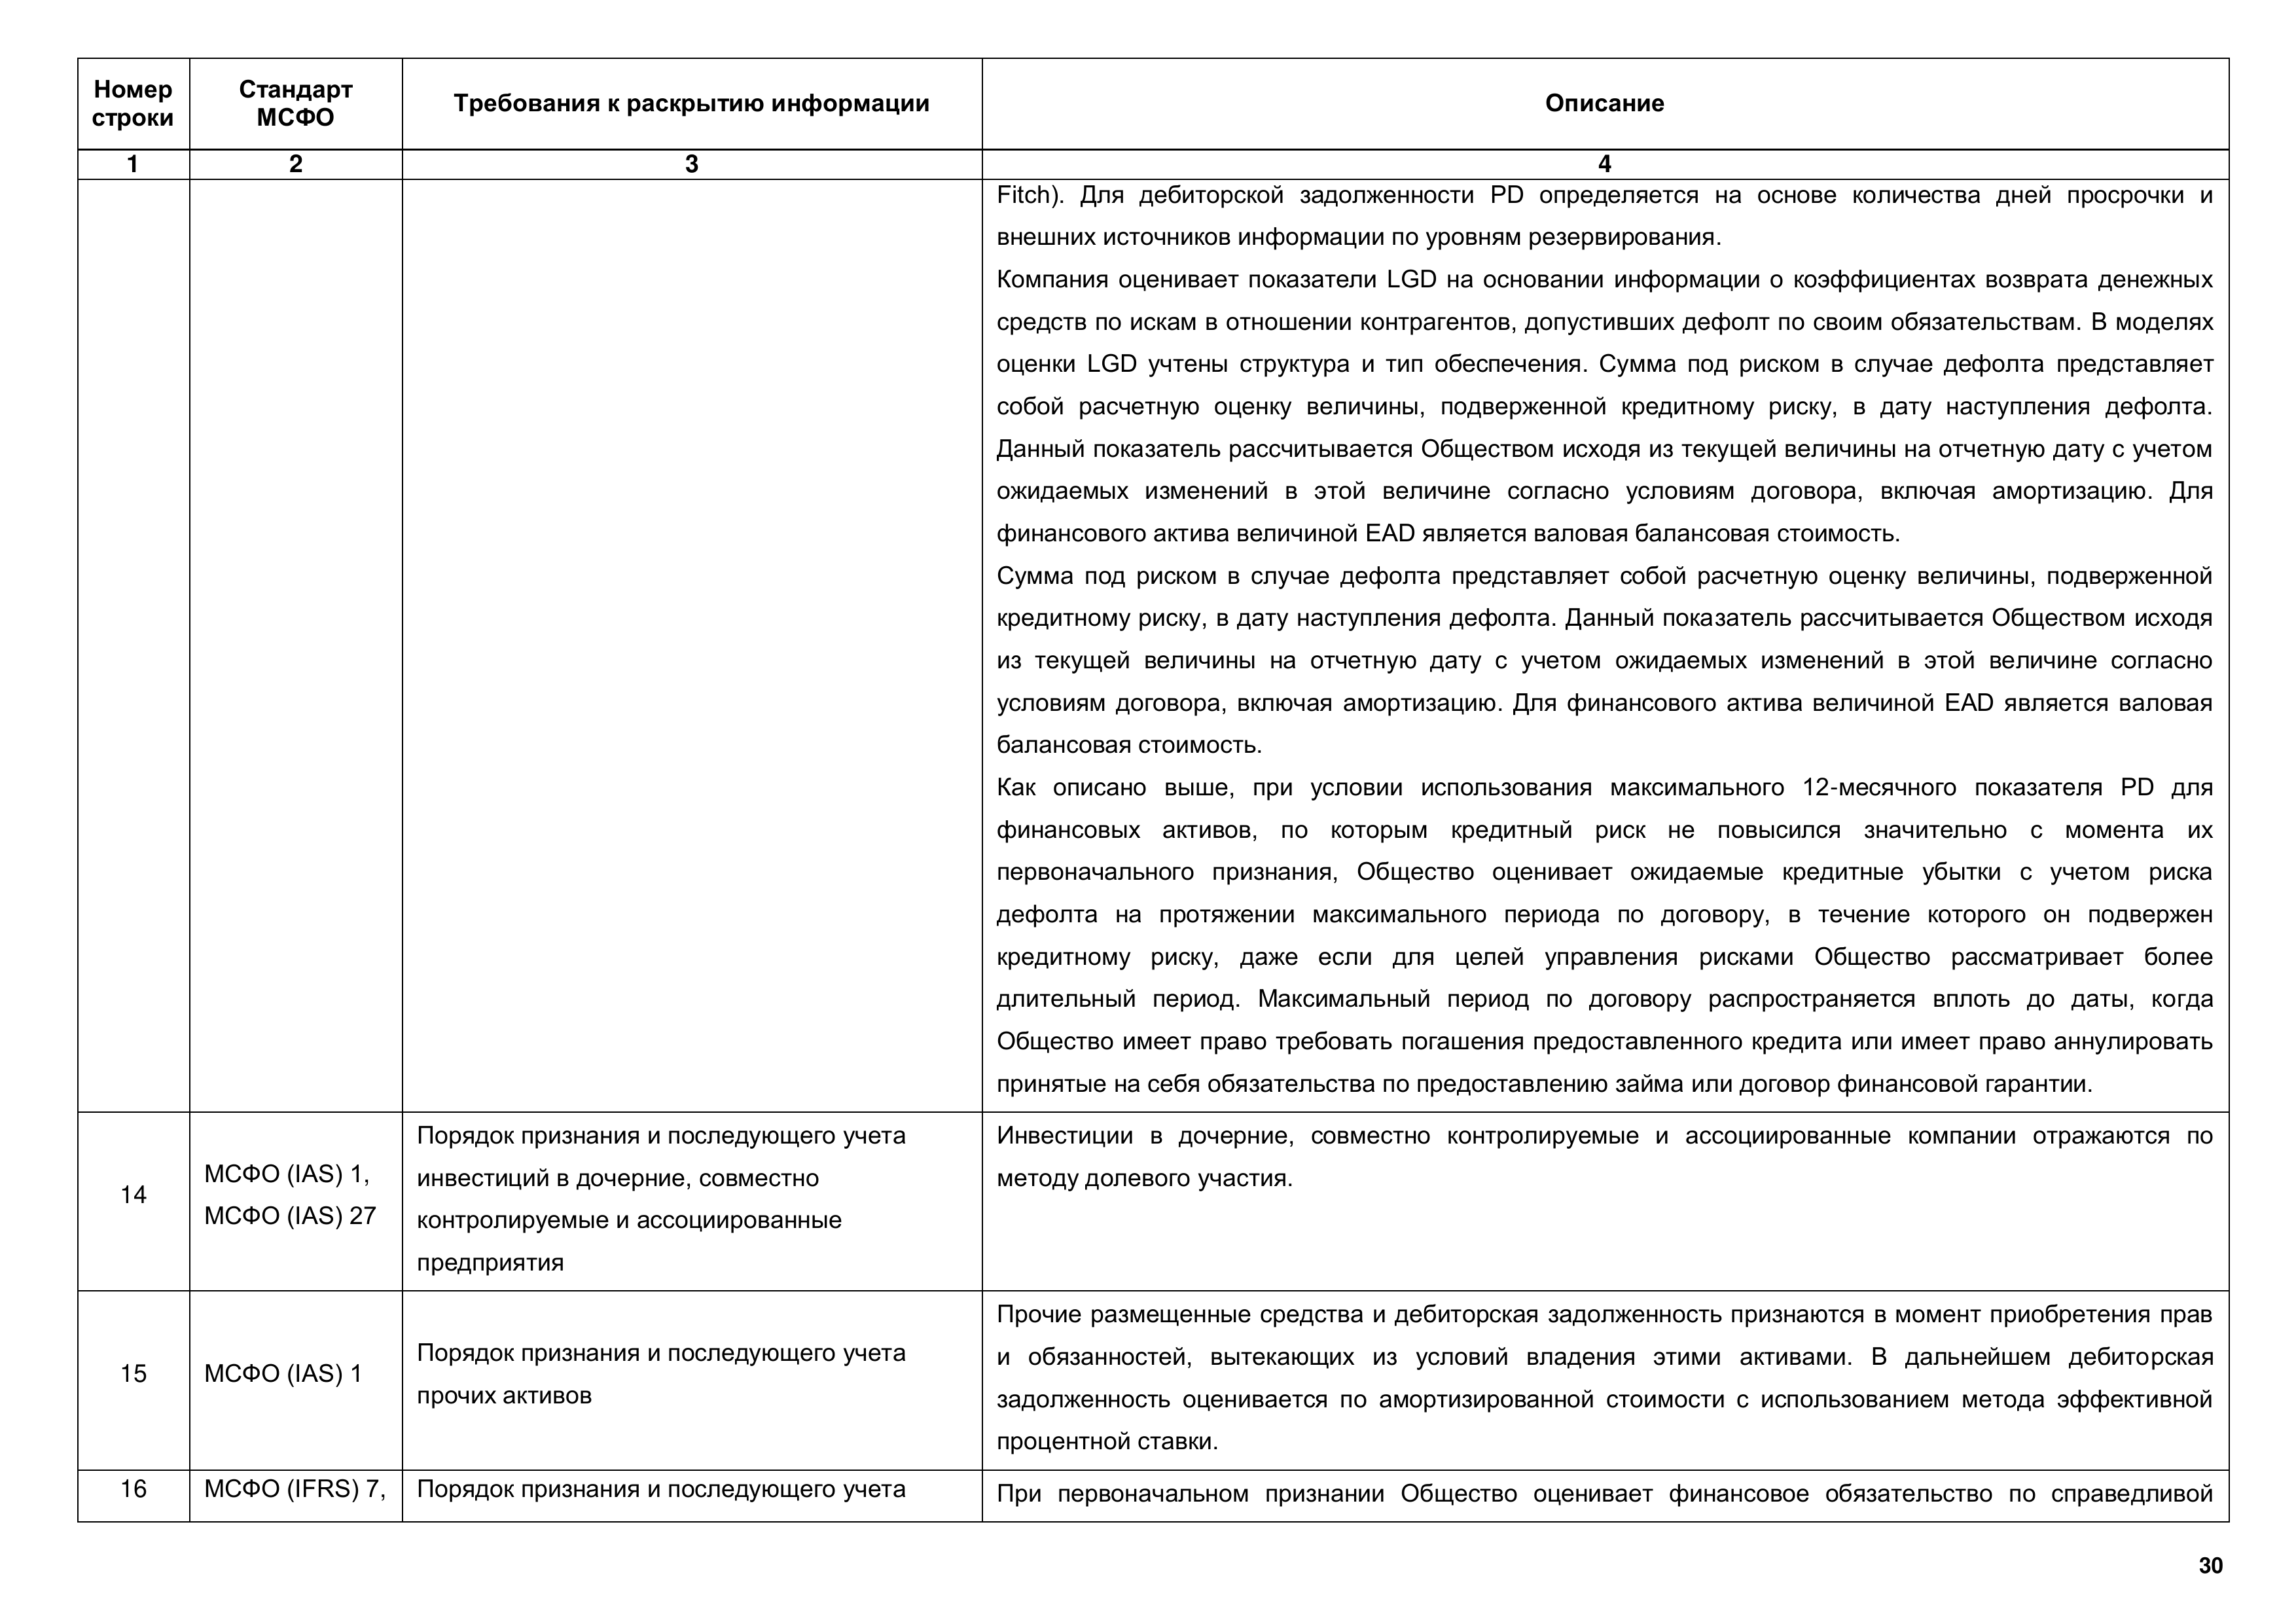 Номер строки
Стандарт МСФО
Требования к раскрытию информации
Описание
1
2
3
4
Fitch). Для дебиторской задолженности PD определяется на основе количества дней просрочки и
внешних источников информации по уровням резервирования.
Компания оценивает показатели LGD на основании информации о коэффициентах возврата денежных
средств по искам в отношении контрагентов, допустивших дефолт по своим обязательствам. В моделях
оценки LGD учтены структура и тип обеспечения. Сумма под риском в случае дефолта представляет
собой расчетную оценку величины, подверженной кредитному риску, в дату наступления дефолта.
Данный показатель рассчитывается Обществом исходя из текущей величины на отчетную дату с учетом
ожидаемых изменений в этой величине согласно условиям договора, включая амортизацию. Для
финансового актива величиной EAD является валовая балансовая стоимость.
Сумма под риском в случае дефолта представляет собой расчетную оценку величины, подверженной
кредитному риску, в дату наступления дефолта. Данный показатель рассчитывается Обществом исходя
из текущей величины на отчетную дату с учетом ожидаемых изменений в этой величине согласно
условиям договора, включая амортизацию. Для финансового актива величиной EAD является валовая
балансовая стоимость.
Как описано выше, при условии использования максимального 12-месячного показателя PD для
финансовых активов, по которым кредитный риск не повысился значительно с момента их
первоначального признания, Общество оценивает ожидаемые кредитные убытки с учетом риска
дефолта на протяжении максимального периода по договору, в течение которого он подвержен
кредитному риску, даже если для целей управления рисками Общество рассматривает более
длительный период. Максимальный период по договору распространяется вплоть до даты, когда
Общество имеет право требовать погашения предоставленного кредита или имеет право аннулировать
принятые на себя обязательства по предоставлению займа или договор финансовой гарантии.
14
МСФО (IAS) 1,
МСФО (IAS) 27
Порядок признания и последующего учета
инвестиций в дочерние, совместно
контролируемые и ассоциированные
предприятия
Инвестиции в дочерние, совместно контролируемые и ассоциированные компании отражаются по
методу долевого участия.
15
МСФО (IAS) 1
Порядок признания и последующего учета
прочих активов
Прочие размещенные средства и дебиторская задолженность признаются в момент приобретения прав
и обязанностей, вытекающих из условий владения этими активами. В дальнейшем дебиторская
задолженность оценивается по амортизированной стоимости с использованием метода эффективной
процентной ставки.
16
МСФО (IFRS) 7,
Порядок признания и последующего учета
При первоначальном признании Общество оценивает финансовое обязательство по справедливой
30